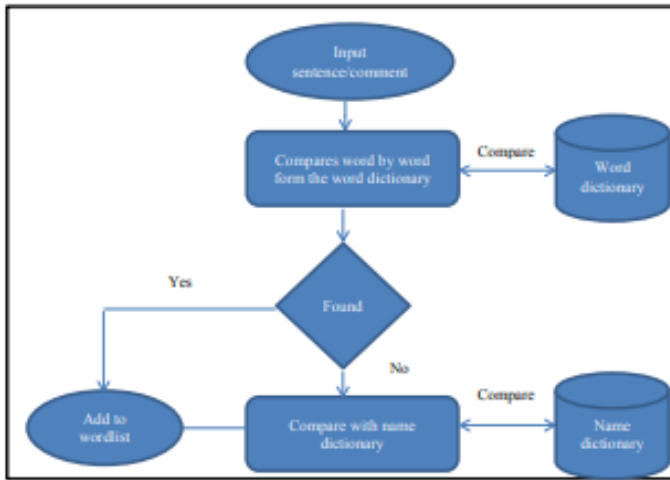 Input
sentence/comment
Compares word by word
form the word dictionary
Compare
Word
dictionary
Yes
Found
No
Add to
wordlist
Compare with name
dictionary
Compare
Name
dictionary